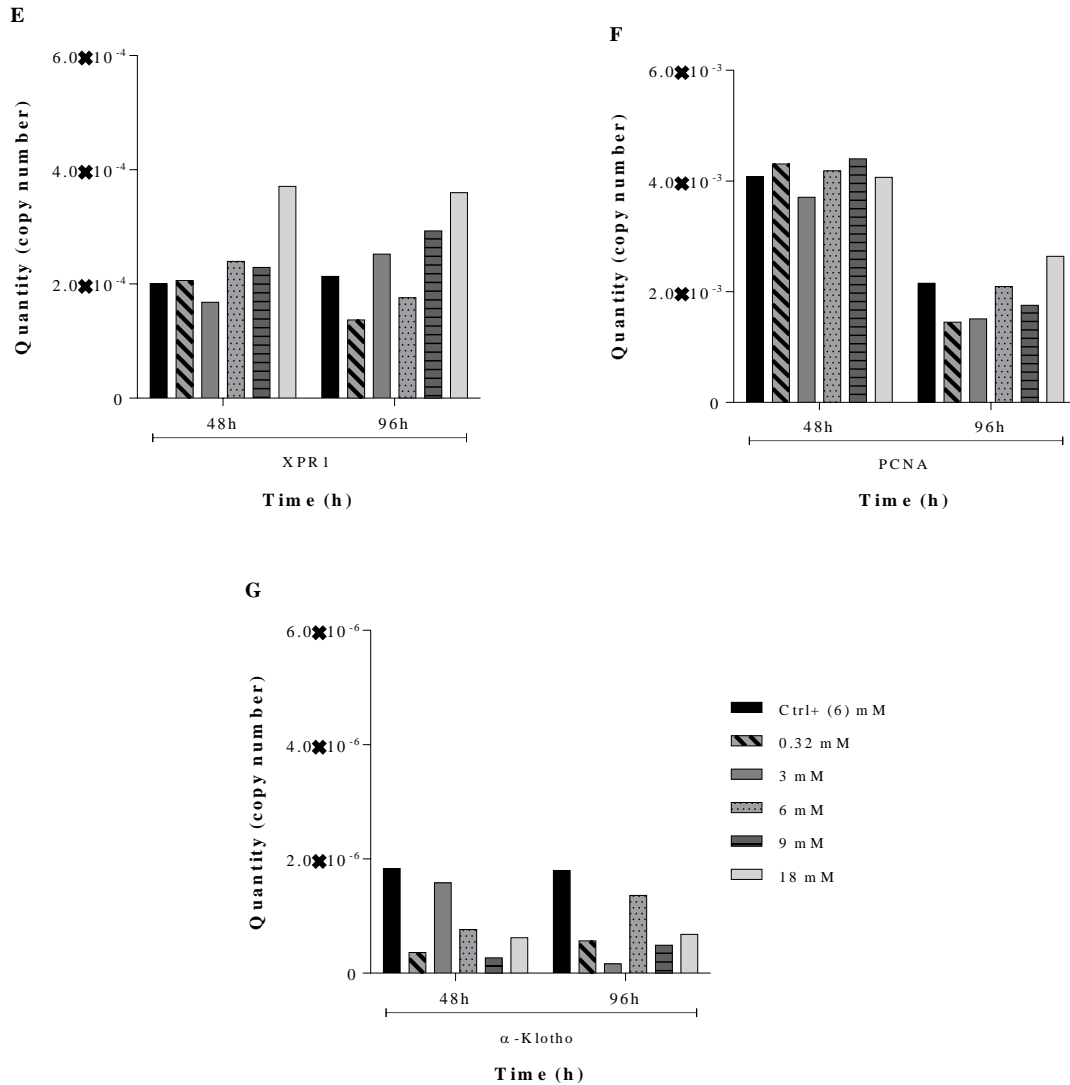 E
6.0✖10⁻⁴
4.0✖10⁻⁴
2.0✖10⁻⁴
0
Quantity (copy number)
48h 96h
XPR1
Time (h)
F
6.0✖10⁻³
4.0✖10⁻³
2.0✖10⁻³
0
Quantity (copy number)
48h 96h
PCNA
Time (h)
G
6.0✖10⁻⁶
4.0✖10⁻⁶
2.0✖10⁻⁶
0
Quantity (copy number)
48h 96h
α-Klotho
Time (h)
Ctrl+ (6) mM
0.32 mM
3 mM
6 mM
9 mM
18 mM